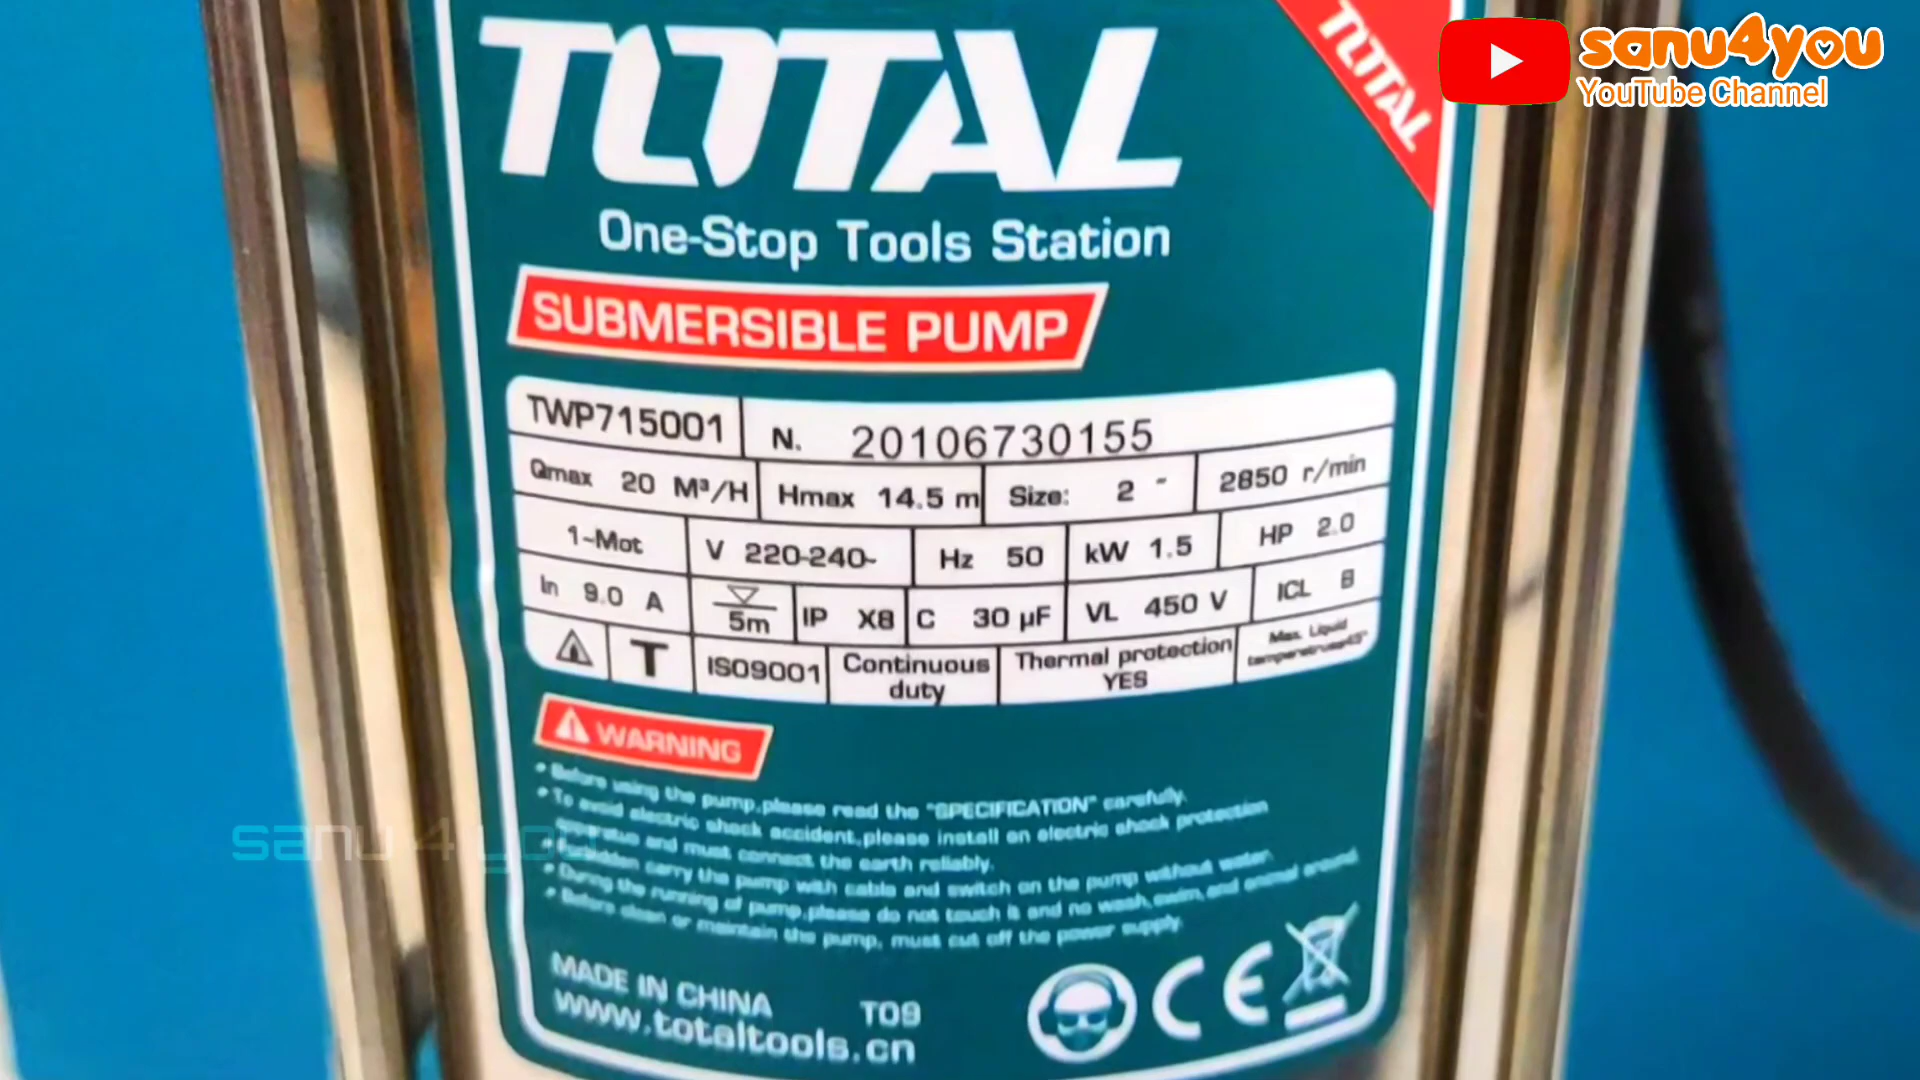 TOTAL
TOTAL
sanu4you
YouTube Channel
One-Stop Tools Station
SUBMERSIBLE PUMP
TWP715001 N. 20106730155
Qmax 20 M³/H Hmax 14.5 m Size: 2 " 2850 r/min
1~Mot V 220-240~ Hz 50 kW 1.5 HP 2.0
In 9.0 A 5m IP X8 C 30 µF VL 450 V ICL B
T ISO9001 Continuous duty Thermal protection YES Max. Liquid
WARNING
• Before using the pump,please read the "SPECIFICATION" carefully.
• To avoid electric shock accident,please install an electric shock protection
apparatus and must connect the earth reliably.
• Forbidden carry the pump with cable and switch on the pump without water.
• During the running of pump,please do not touch it and no wash,swim,and animal around
• Before clean or maintain the pump, must cut off the power supply.
sanu 4 you
MADE IN CHINA T09
www.totaltools.cn
CE